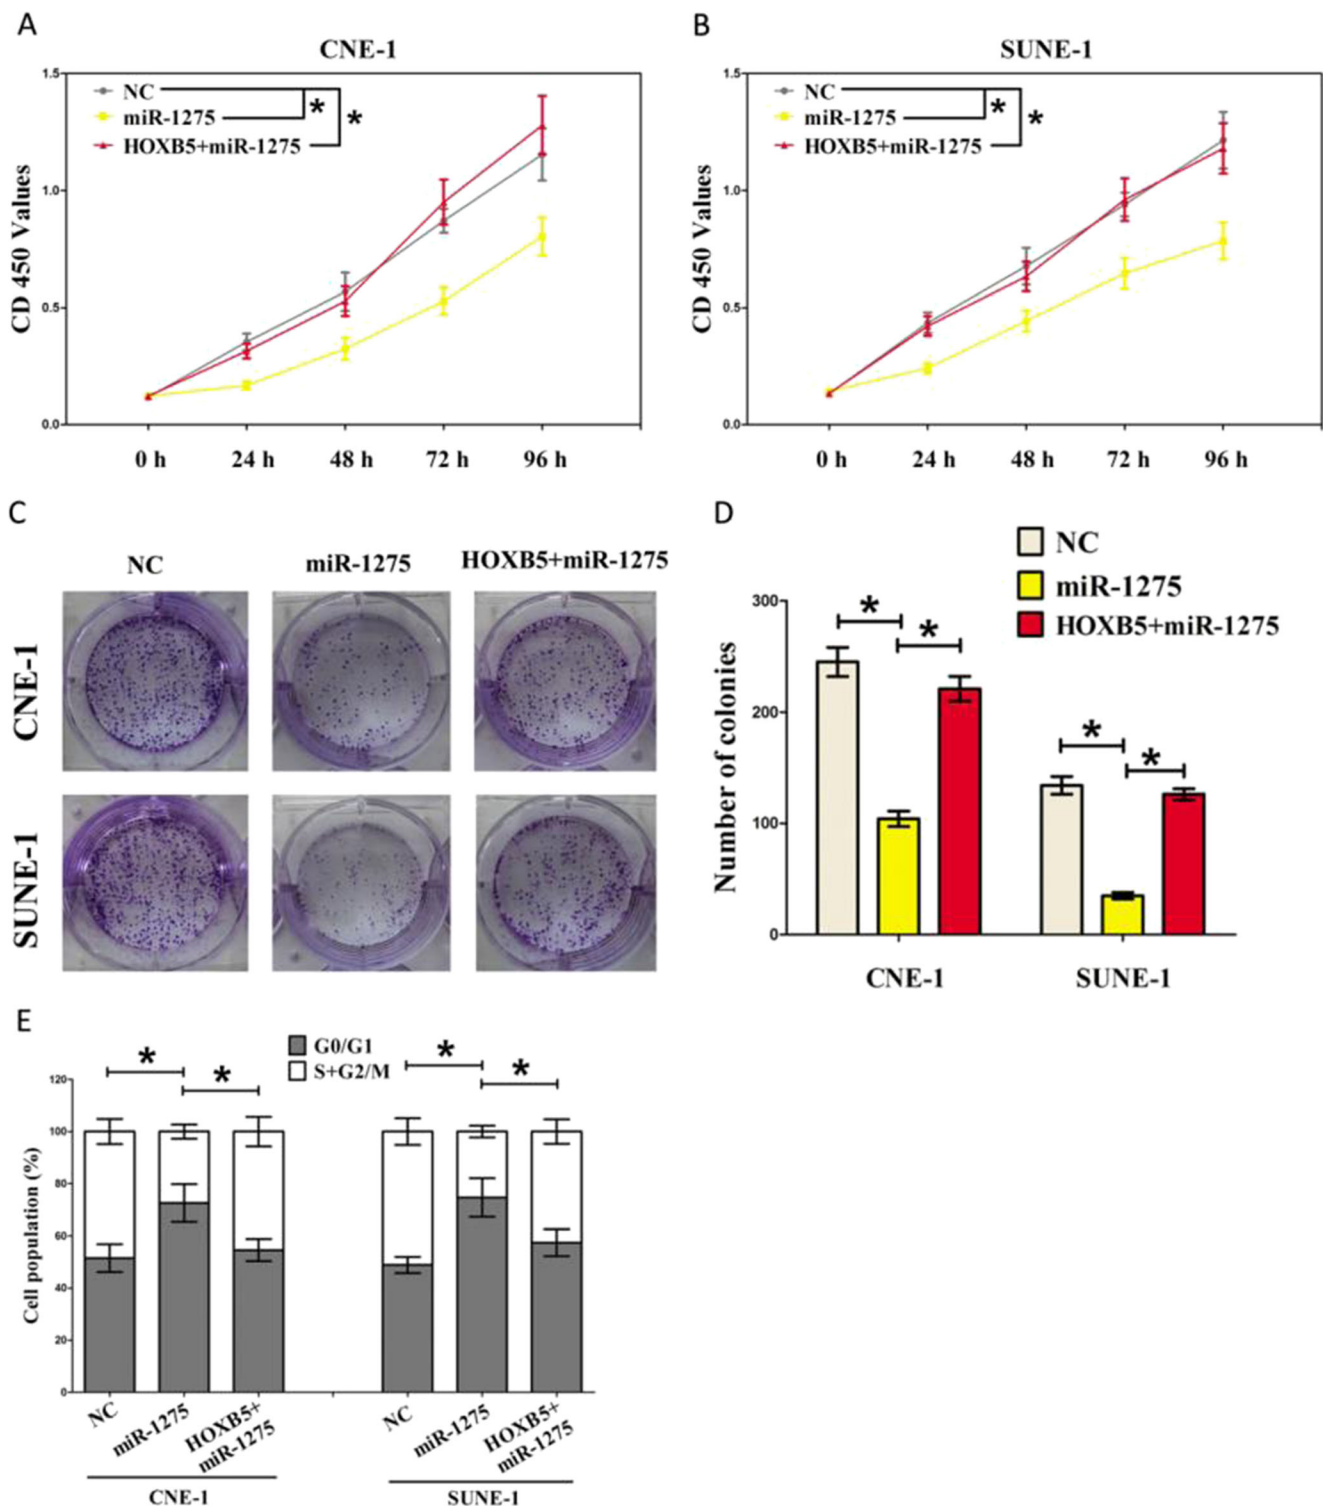 A
CNE-1
1.5
1.0
0.5
0.0
CD 450 Values
NC
miR-1275
HOXB5+miR-1275
*
*
0 h 24 h 48 h 72 h 96 h
B
SUNE-1
1.5
1.0
0.5
0.0
CD 450 Values
NC
miR-1275
HOXB5+miR-1275
*
*
0 h 24 h 48 h 72 h 96 h
C
NC miR-1275 HOXB5+miR-1275
CNE-1
SUNE-1
D
NC
miR-1275
HOXB5+miR-1275
300
200
100
0
Number of colonies
* *
* *
CNE-1 SUNE-1
E
G0/G1
S+G2/M
* *
* *
120
100
80
60
40
20
0
Cell population (%)
NC
miR-1275
HOXB5+
miR-1275
NC
miR-1275
HOXB5+
miR-1275
CNE-1 SUNE-1